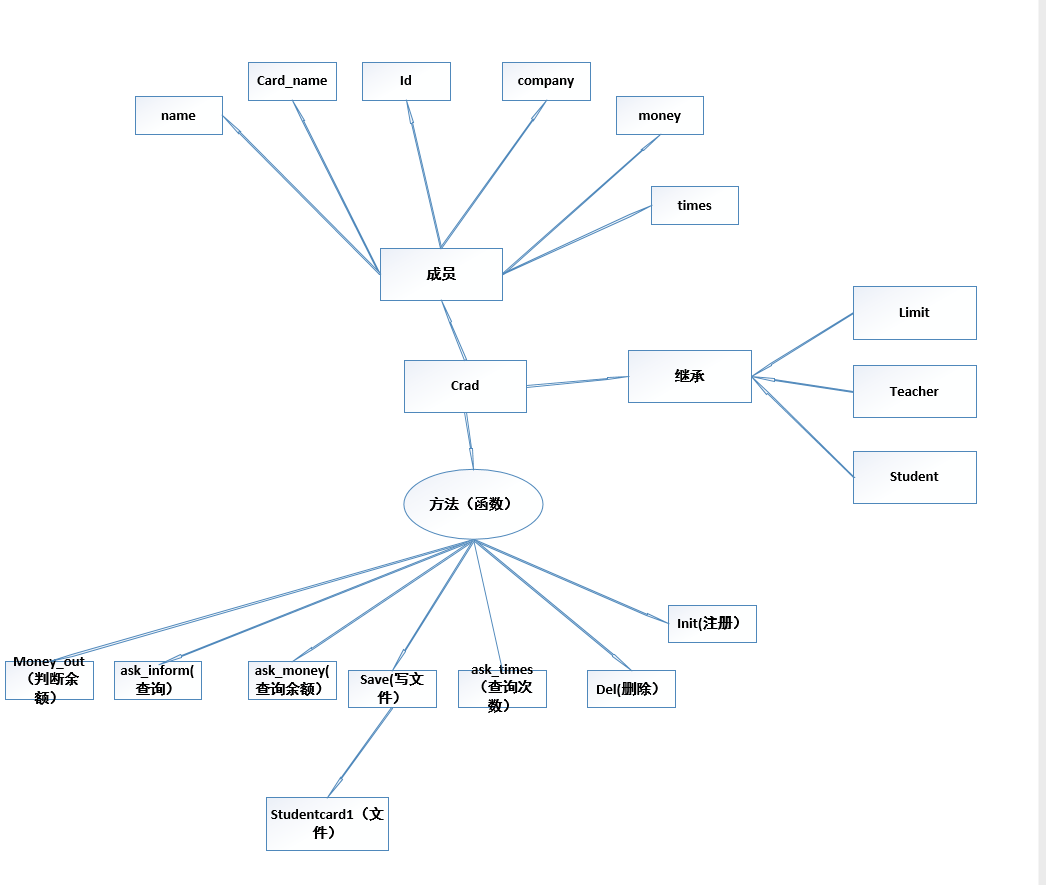 Card_name
Id
company
name
money
times
成员
Limit
Crad
继承
Teacher
Student
方法（函数）
Init(注册）
Money_out
（判断余
额）
ask_inform(
查询）
ask_money(
查询余额）
Save(写文
件）
ask_times
（查询次
数）
Del(删除）
Studentcard1（文
件）